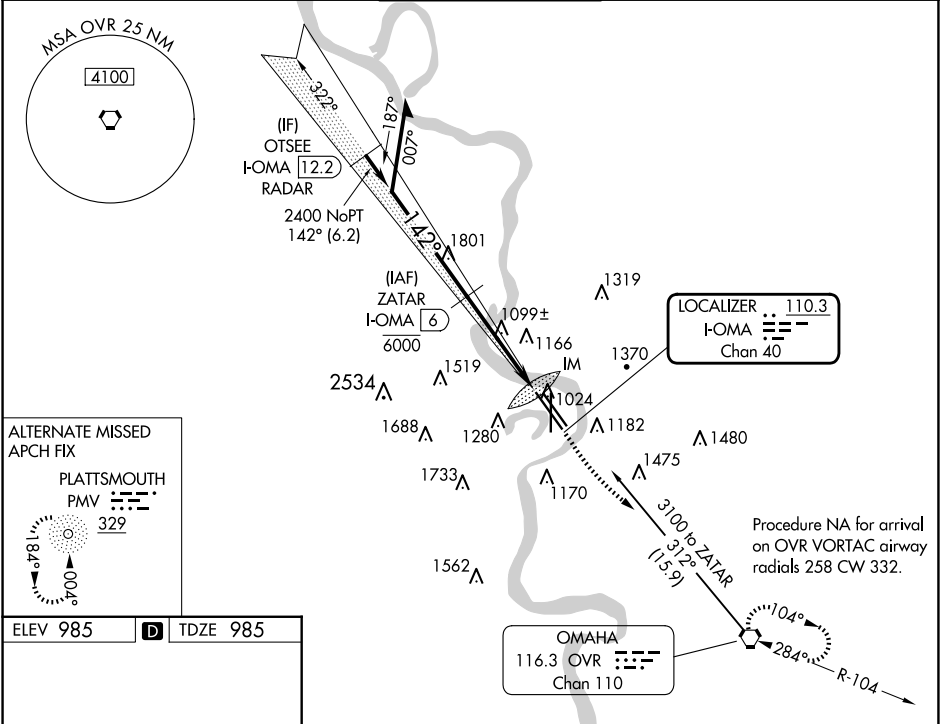 MSA OVR 25 NM
4100
322°
187°
007°
(IF)
OTSEE
I-OMA 12.2
RADAR
2400 NoPT
142° (6.2)
142°
1801
(IAF)
ZATAR
I-OMA 6
6000
1099±
1166
1319
1370
LOCALIZER 110.3
I-OMA
Chan 40
IM
1024
1519
2534
1688
1280
1182
1480
1475
1733
1170
1562
ALTERNATE MISSED
APCH FIX
PLATTSMOUTH
PMV
329
184°
004°
3100 to ZATAR
312°
(15.9)
Procedure NA for arrival
on OVR VORTAC airway
radials 258 CW 332.
104°
284°
R-104
OMAHA
116.3 OVR
Chan 110
ELEV 985 D TDZE 985